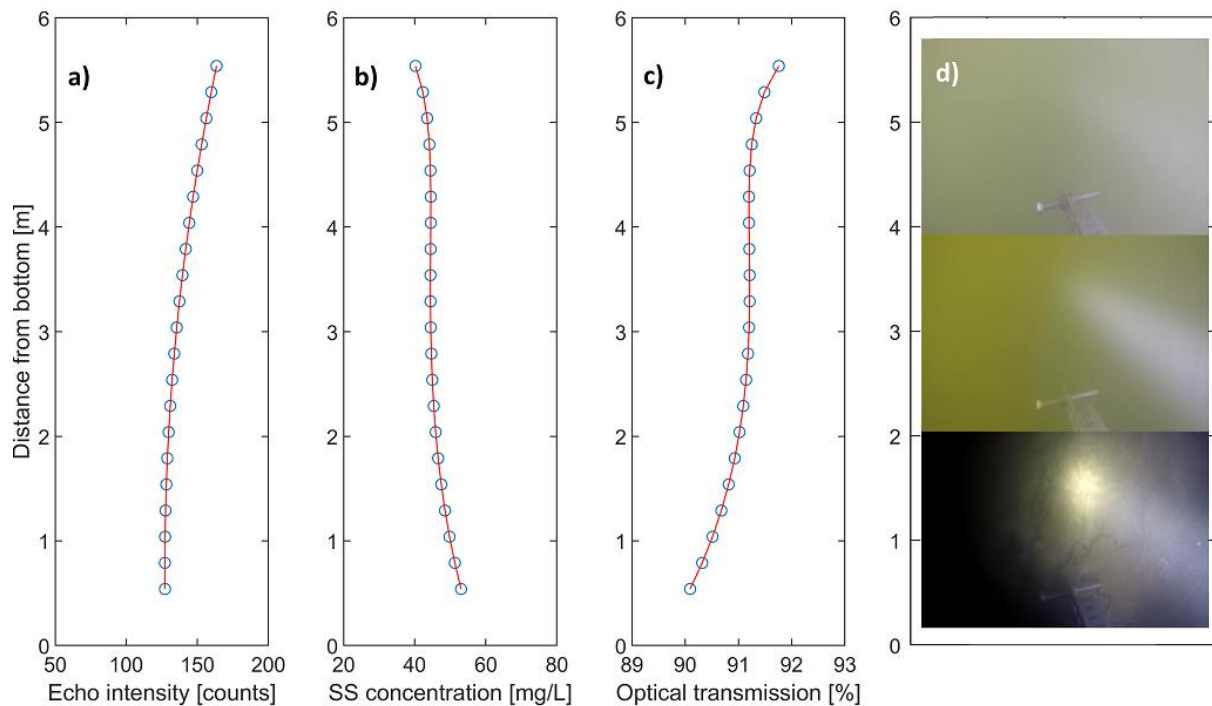 6 6 6 6
a) b) c) d)
5 5 5 5
4 4 4 4
Distance from bottom [m]
3 3 3 3
2 2 2 2
1 1 1 1
0 0 0 0
50 100 150 200 20 40 60 80 89 90 91 92 93
Echo intensity [counts] SS concentration [mg/L] Optical transmission [%]